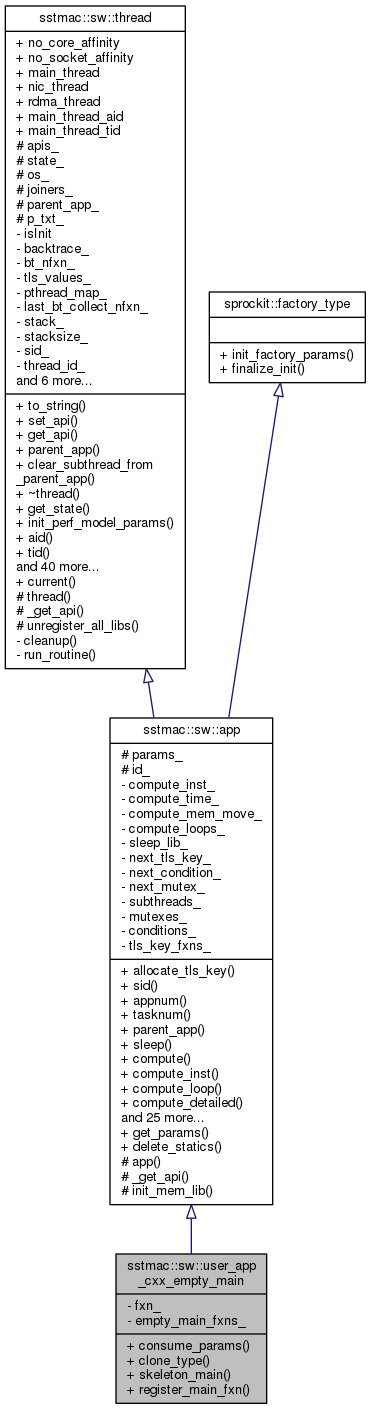 sstmac::sw::thread
+ no_core_affinity
+ no_socket_affinity
+ main_thread
+ nic_thread
+ rdma_thread
+ main_thread_aid
+ main_thread_tid
# apis_
# state_
# os_
# joiners_
# parent_app_
# p_txt_
- isInit
- backtrace_
- bt_nfxn_
- tls_values_
- pthread_map_
- last_bt_collect_nfxn_
- stack_
- stacksize_
- sid_
- thread_id_
and 6 more...
+ to_string()
+ set_api()
+ get_api()
+ parent_app()
+ clear_subthread_from
_parent_app()
+ ~thread()
+ get_state()
+ init_perf_model_params()
+ aid()
+ tid()
and 40 more...
+ current()
# thread()
# _get_api()
# unregister_all_libs()
- cleanup()
- run_routine()
sprockit::factory_type
+ init_factory_params()
+ finalize_init()
sstmac::sw::app
# params_
# id_
- compute_inst_
- compute_time_
- compute_mem_move_
- compute_loops_
- sleep_lib_
- next_tls_key_
- next_condition_
- next_mutex_
- subthreads_
- mutexes_
- conditions_
- tls_key_fxns_
+ allocate_tls_key()
+ sid()
+ appnum()
+ tasknum()
+ parent_app()
+ sleep()
+ compute()
+ compute_inst()
+ compute_loop()
+ compute_detailed()
and 25 more...
+ get_params()
+ delete_statics()
# app()
# _get_api()
# init_mem_lib()
sstmac::sw::user_app
_cxx_empty_main
- fxn_
- empty_main_fxns_
+ consume_params()
+ clone_type()
+ skeleton_main()
+ register_main_fxn()